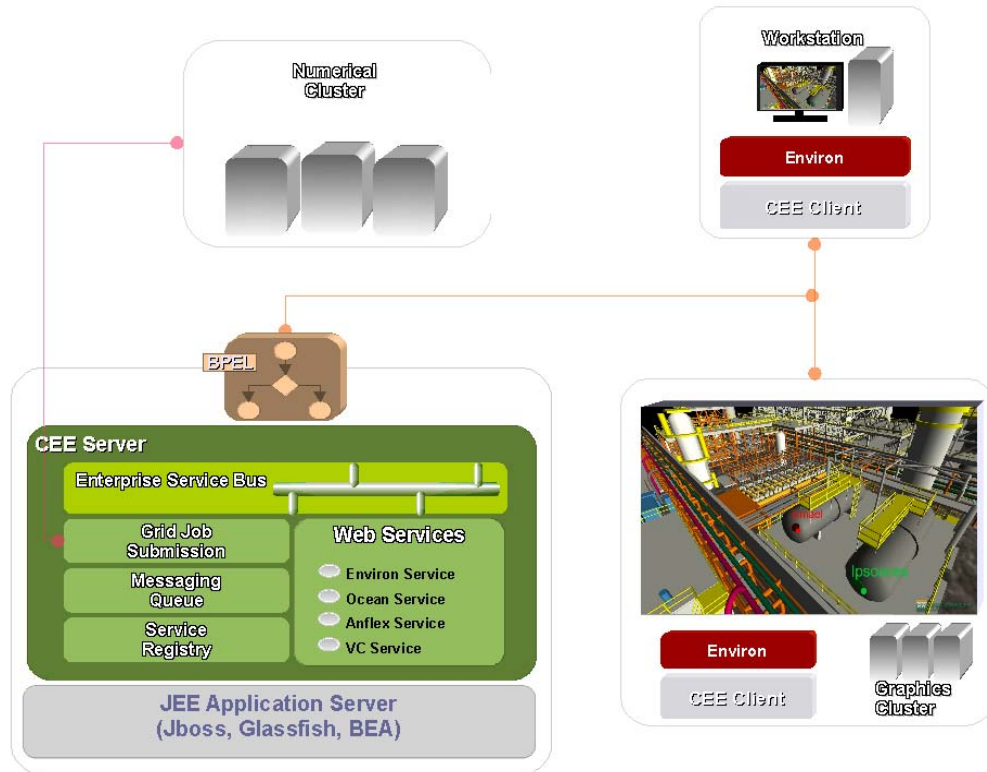 Numerical
Cluster
Workstation
Environ
CEE Client
BPEL
CEE Server
Enterprise Service Bus
Grid Job
Submission
Messaging
Queue
Service
Registry
Web Services
Environ Service
Ocean Service
Anflex Service
VC Service
JEE Application Server
(Jboss, Glassfish, BEA)
Environ
CEE Client
Graphics
Cluster